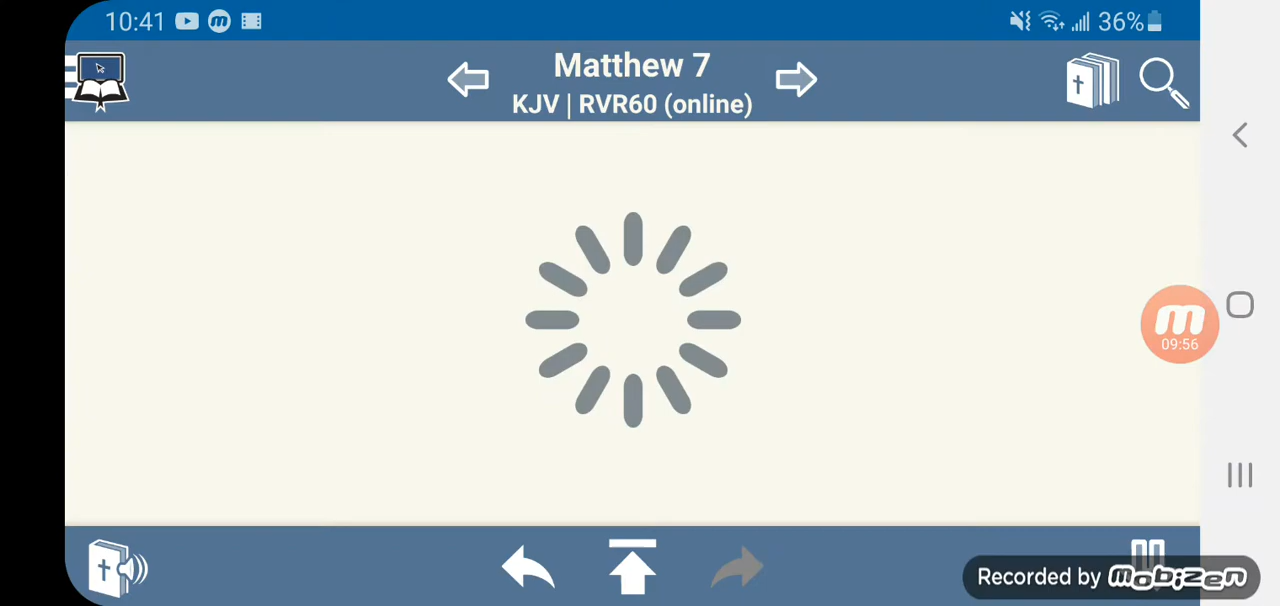 10:41
36%
Matthew 7
KJV | RVR60 (online)
09:56
Recorded by mobizen